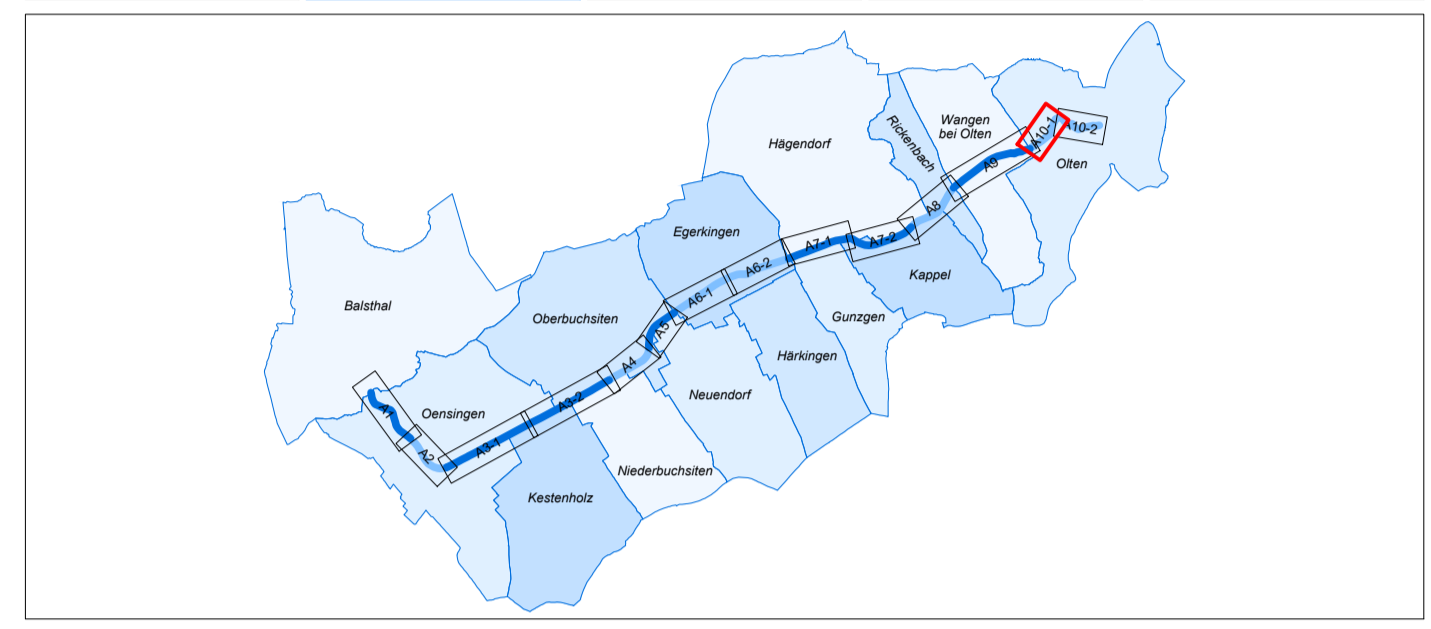 Hägendorf
Rickenbach
Wangen
bei Olten
A10-1
A10-2
Olten
A9
A8
Egerkingen
A7-1
A7-2
A6-2
A6-1
Kappel
Balsthal
Oberbuchsiten
Gunzgen
A5
Härkingen
A4
Neuendorf
A3-2
Oensingen
A1
A2
A3-1
Niederbuchsiten
Kestenholz